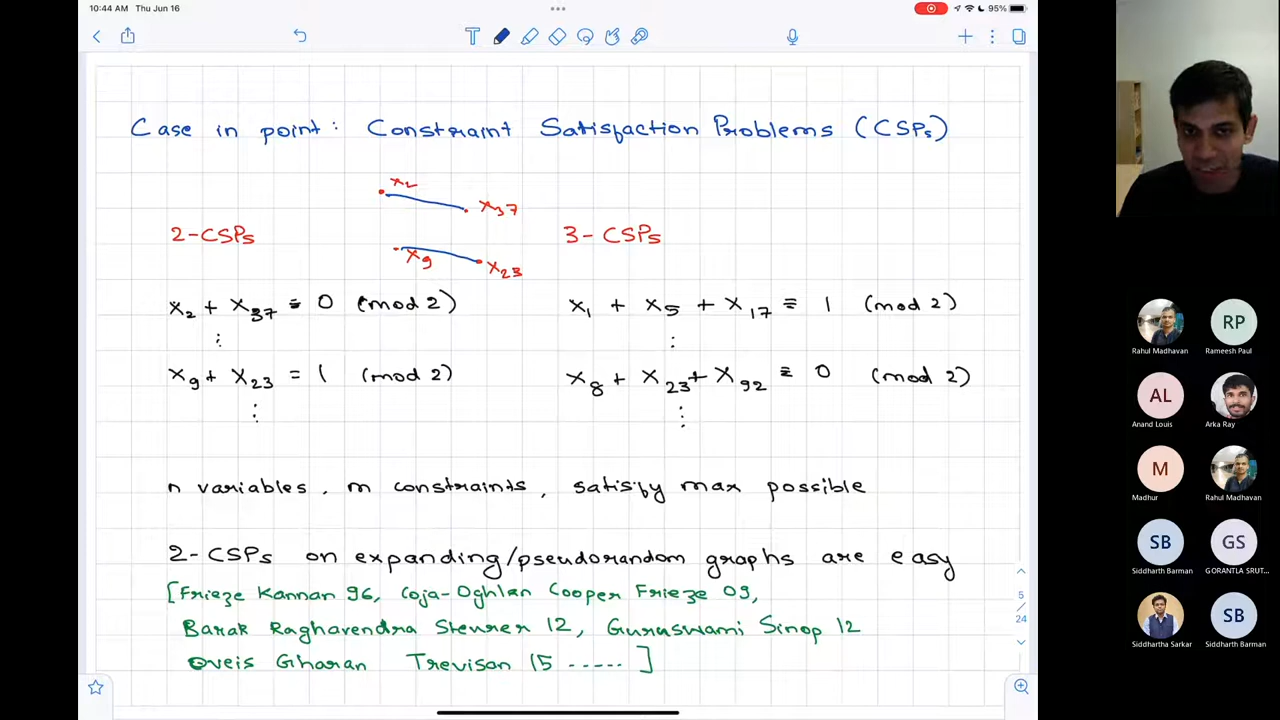 10:44 AM Thu Jun 16
95%
Case in point: Constraint Satisfaction Problems (CSPs)
x2
x37
2-CSPs
3-CSPs
x9
x23
x2 + x37 ≡ 0 (mod 2)
x1 + x5 + x17 ≡ 1 (mod 2)
⋮
⋮
x9 + x23 = 1 (mod 2)
x8 + x23 + x92 ≡ 0 (mod 2)
⋮
⋮
n variables, m constraints, satisfy max possible
2-CSPs on expanding/pseudorandom graphs are easy
[Frieze Kannan 96, Coja-Oghlan Cooper Frieze 09,
Barak Raghavendra Steurer 12, Guruswami Sinop 12
Oveis Gharan Trevisan 15 ..... ]
5
/
24
RP
Rahul Madhavan
Rameesh Paul
AL
Anand Louis
Arka Ray
M
Madhur
Rahul Madhavan
SB
GS
Siddharth Barman
GORANTLA SRUT...
SB
Siddhartha Sarkar
Siddharth Barman